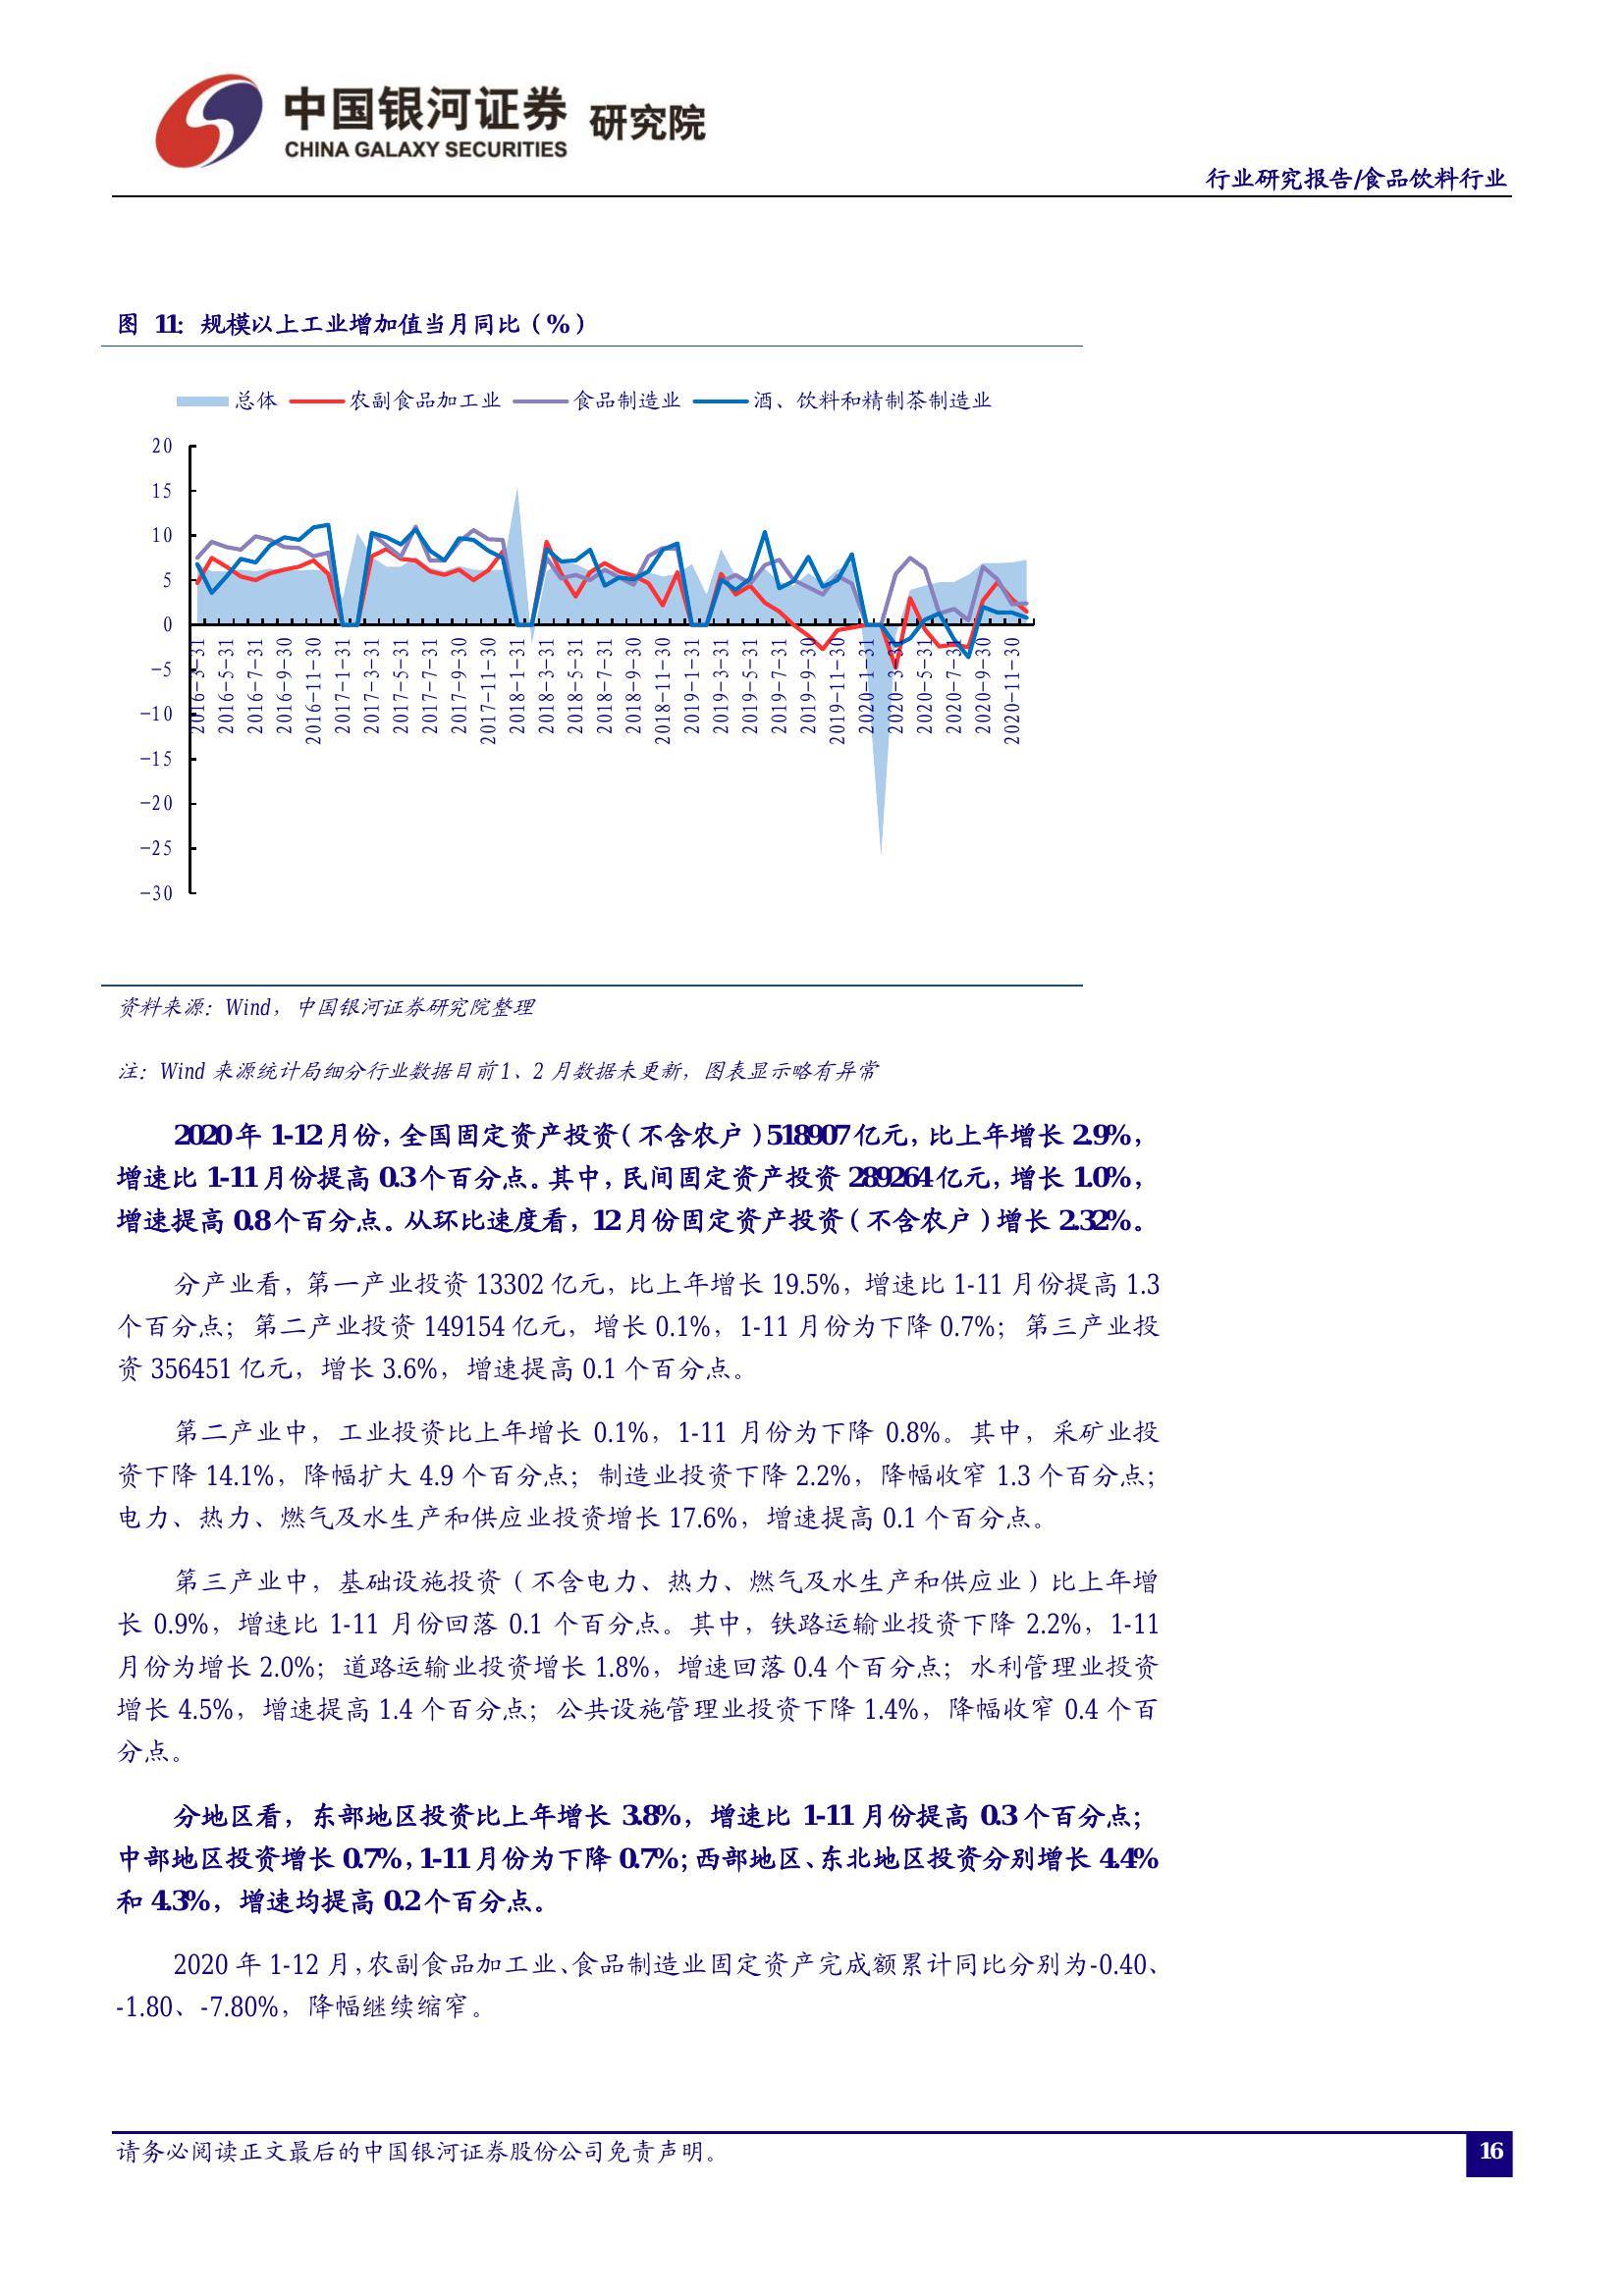 中国银河证券 研究院
CHINA GALAXY SECURITIES
行业研究报告/食品饮料行业
图 11: 规模以上工业增加值当月同比（%）
总体 农副食品加工业 食品制造业 酒、饮料和精制茶制造业
20
15
10
5
0
-5
-10
-15
-20
-25
-30
2016-3-31
2016-5-31
2016-7-31
2016-9-30
2016-11-30
2017-1-31
2017-3-31
2017-5-31
2017-7-31
2017-9-30
2017-11-30
2018-1-31
2018-3-31
2018-5-31
2018-7-31
2018-9-30
2018-11-30
2019-1-31
2019-3-31
2019-5-31
2019-7-31
2019-9-30
2019-11-30
2020-1-31
2020-3-31
2020-5-31
2020-7-31
2020-9-30
2020-11-30
资料来源：Wind，中国银河证券研究院整理
注：Wind 来源统计局细分行业数据目前 1、2 月数据未更新，图表显示略有异常
2020 年 1-12 月份，全国固定资产投资（不含农户）518907 亿元，比上年增长 2.9%，
增速比 1-11 月份提高 0.3 个百分点。其中，民间固定资产投资 289264 亿元，增长 1.0%，
增速提高 0.8 个百分点。从环比速度看，12 月份固定资产投资（不含农户）增长 2.32%。
分产业看，第一产业投资 13302 亿元，比上年增长 19.5%，增速比 1-11 月份提高 1.3
个百分点；第二产业投资 149154 亿元，增长 0.1%，1-11 月份为下降 0.7%；第三产业投
资 356451 亿元，增长 3.6%，增速提高 0.1 个百分点。
第二产业中，工业投资比上年增长 0.1%，1-11 月份为下降 0.8%。其中，采矿业投
资下降 14.1%，降幅扩大 4.9 个百分点；制造业投资下降 2.2%，降幅收窄 1.3 个百分点；
电力、热力、燃气及水生产和供应业投资增长 17.6%，增速提高 0.1 个百分点。
第三产业中，基础设施投资（不含电力、热力、燃气及水生产和供应业）比上年增
长 0.9%，增速比 1-11 月份回落 0.1 个百分点。其中，铁路运输业投资下降 2.2%，1-11
月份为增长 2.0%；道路运输业投资增长 1.8%，增速回落 0.4 个百分点；水利管理业投资
增长 4.5%，增速提高 1.4 个百分点；公共设施管理业投资下降 1.4%，降幅收窄 0.4 个百
分点。
分地区看，东部地区投资比上年增长 3.8%，增速比 1-11 月份提高 0.3 个百分点；
中部地区投资增长 0.7%，1-11 月份为下降 0.7%；西部地区、东北地区投资分别增长 4.4%
和 4.3%，增速均提高 0.2 个百分点。
2020 年 1-12 月，农副食品加工业、食品制造业固定资产完成额累计同比分别为-0.40、
-1.80、-7.80%，降幅继续缩窄。
请务必阅读正文最后的中国银河证券股份公司免责声明。
16